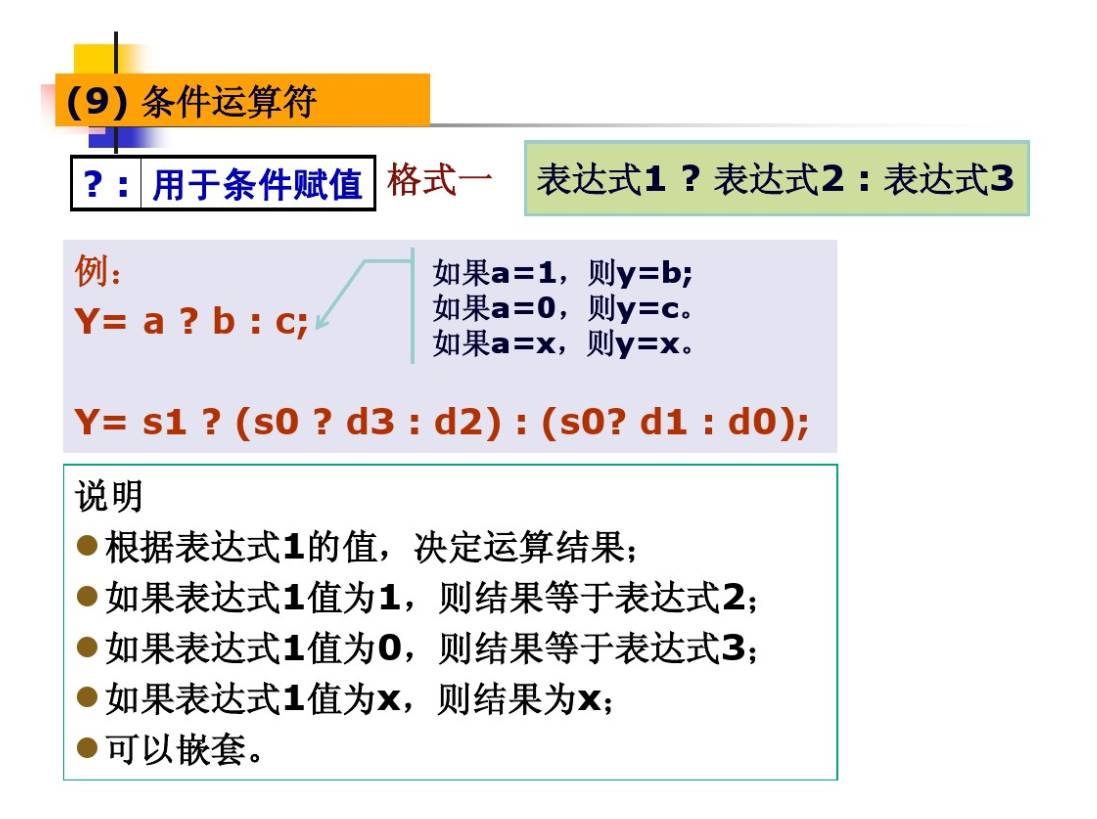 (9) 条件运算符
? : 用于条件赋值 格式一 表达式1 ? 表达式2 : 表达式3
例：
Y= a ? b : c;
如果a=1，则y=b;
如果a=0，则y=c。
如果a=x，则y=x。
Y= s1 ? (s0 ? d3 : d2) : (s0? d1 : d0);
说明
●根据表达式1的值，决定运算结果；
●如果表达式1值为1，则结果等于表达式2；
●如果表达式1值为0，则结果等于表达式3；
●如果表达式1值为x，则结果为x；
●可以嵌套。